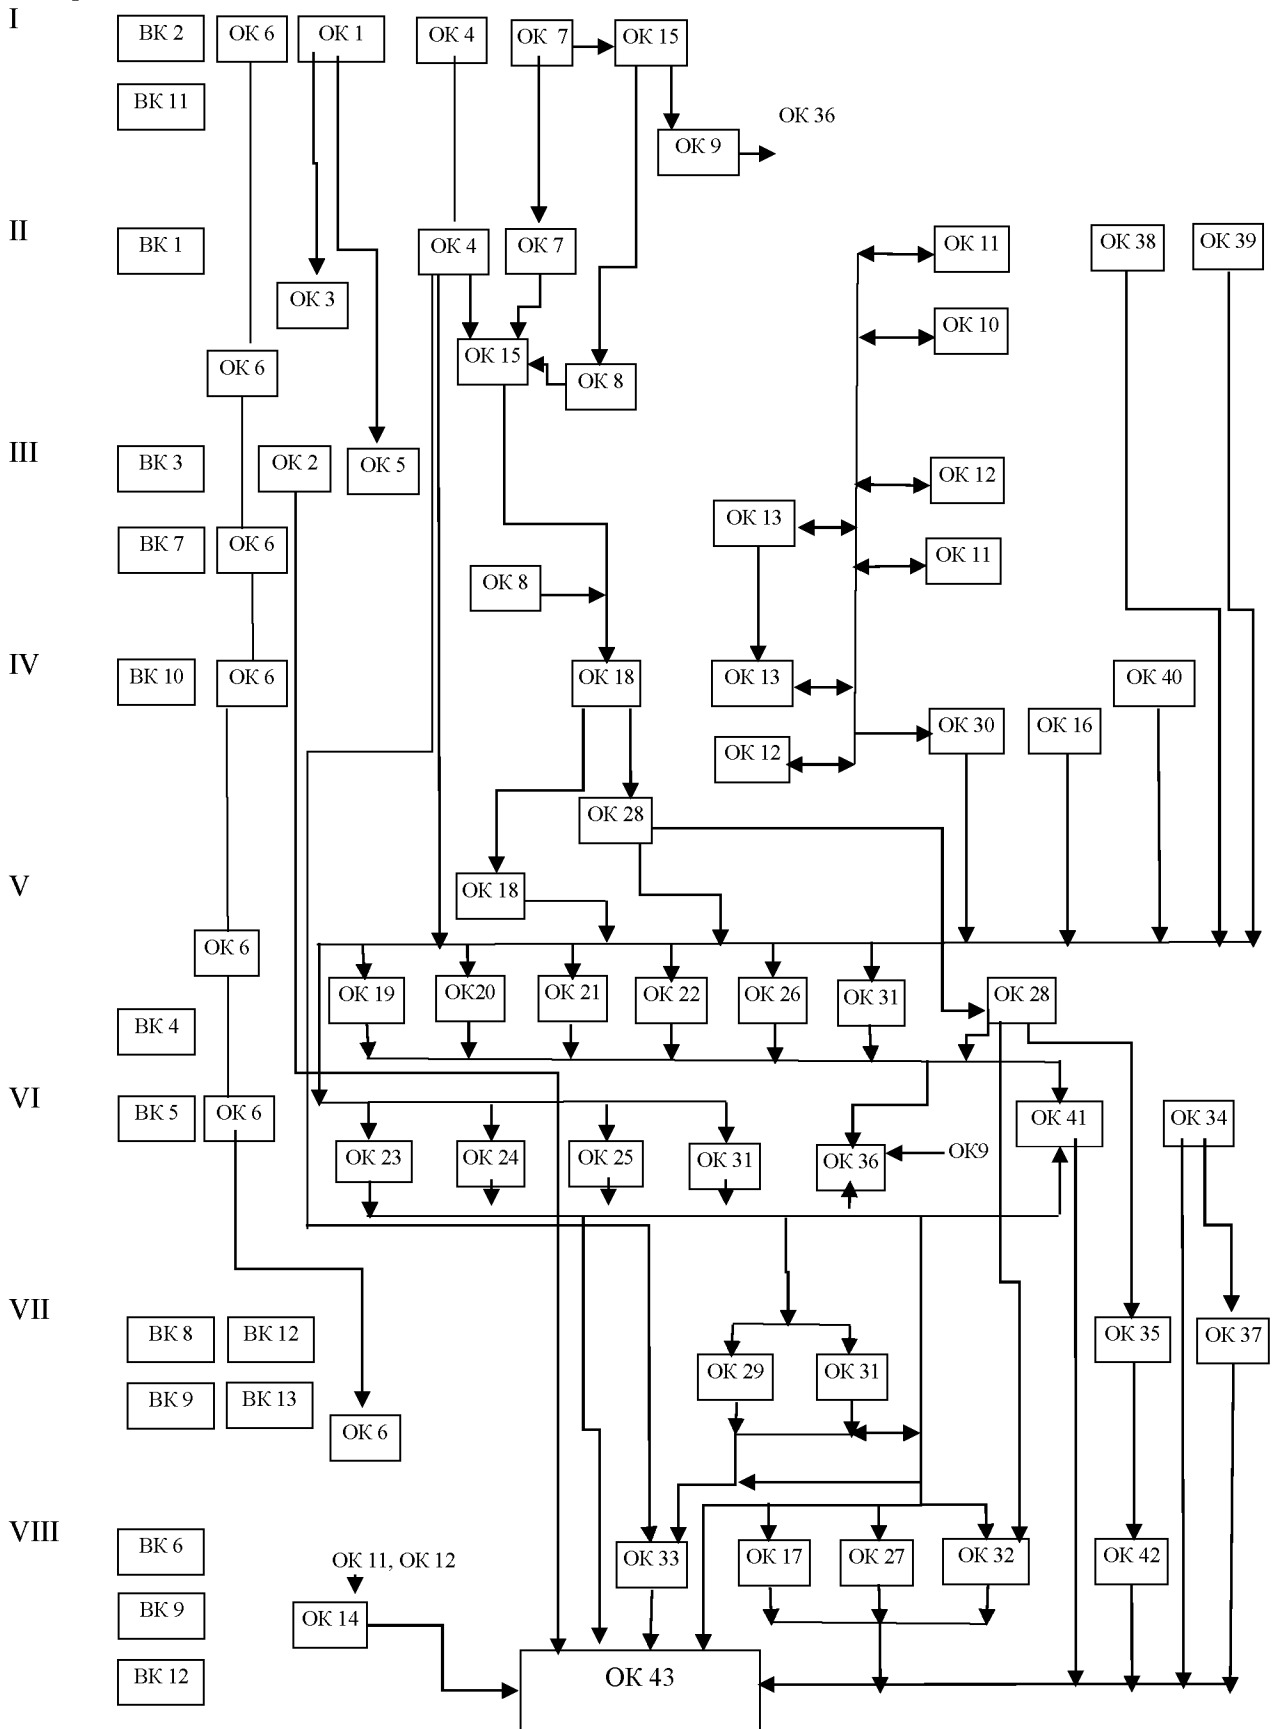 I
ВК 2 ОК 6 ОК 1 ОК 4 ОК 7 ОК 15
ВК 11 ОК 36
ОК 9
II
ВК 1 ОК 4 ОК 7 ОК 11 ОК 38 ОК 39
ОК 3
ОК 10
ОК 6 ОК 15 ОК 8
III
ВК 3 ОК 2 ОК 5 ОК 12
ОК 13
ВК 7 ОК 6 ОК 11
ОК 8
IV
ВК 10 ОК 6 ОК 18 ОК 13 ОК 40
ОК 12 ОК 30 ОК 16
ОК 28
V
ОК 18
ОК 6
ОК 19 ОК20 ОК 21 ОК 22 ОК 26 ОК 31 ОК 28
ВК 4
VI
ВК 5 ОК 6 ОК 41 ОК 34
ОК 23 ОК 24 ОК 25 ОК 31 ОК 36 ОК9
VII
ВК 8 ВК 12 ОК 35 ОК 37
ОК 29 ОК 31
ВК 9 ВК 13
ОК 6
VIII
ВК 6 ОК 33 ОК 17 ОК 27 ОК 32 ОК 42
ОК 11, ОК 12
ВК 9 ОК 14
ВК 12 ОК 43